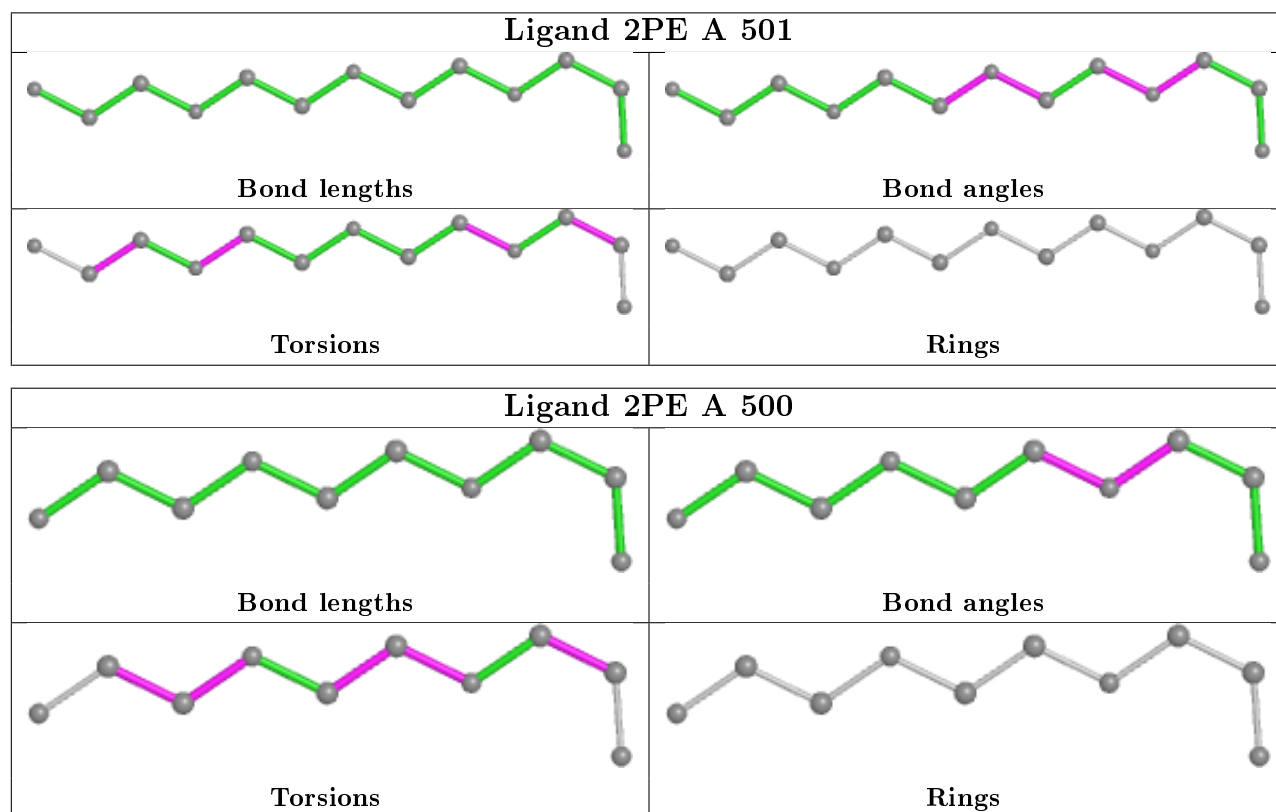 Ligand 2PE A 501
Bond lengths
Bond angles
Torsions
Rings
Ligand 2PE A 500
Bond lengths
Bond angles
Torsions
Rings